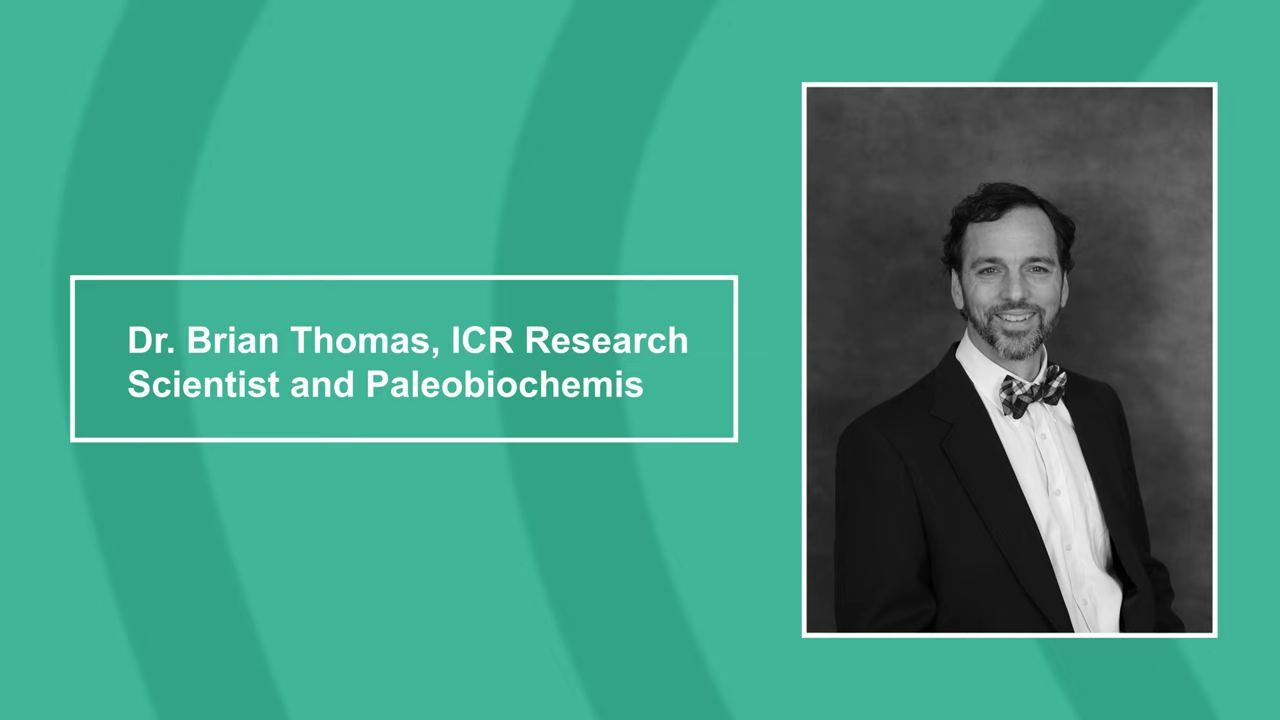 Dr. Brian Thomas, ICR Research
Scientist and Paleobiochemis